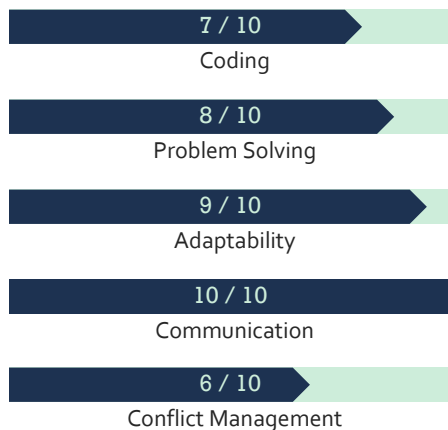 7 / 10
Coding
8 / 10
Problem Solving
9 / 10
Adaptability
10 / 10
Communication
6 / 10
Conflict Management